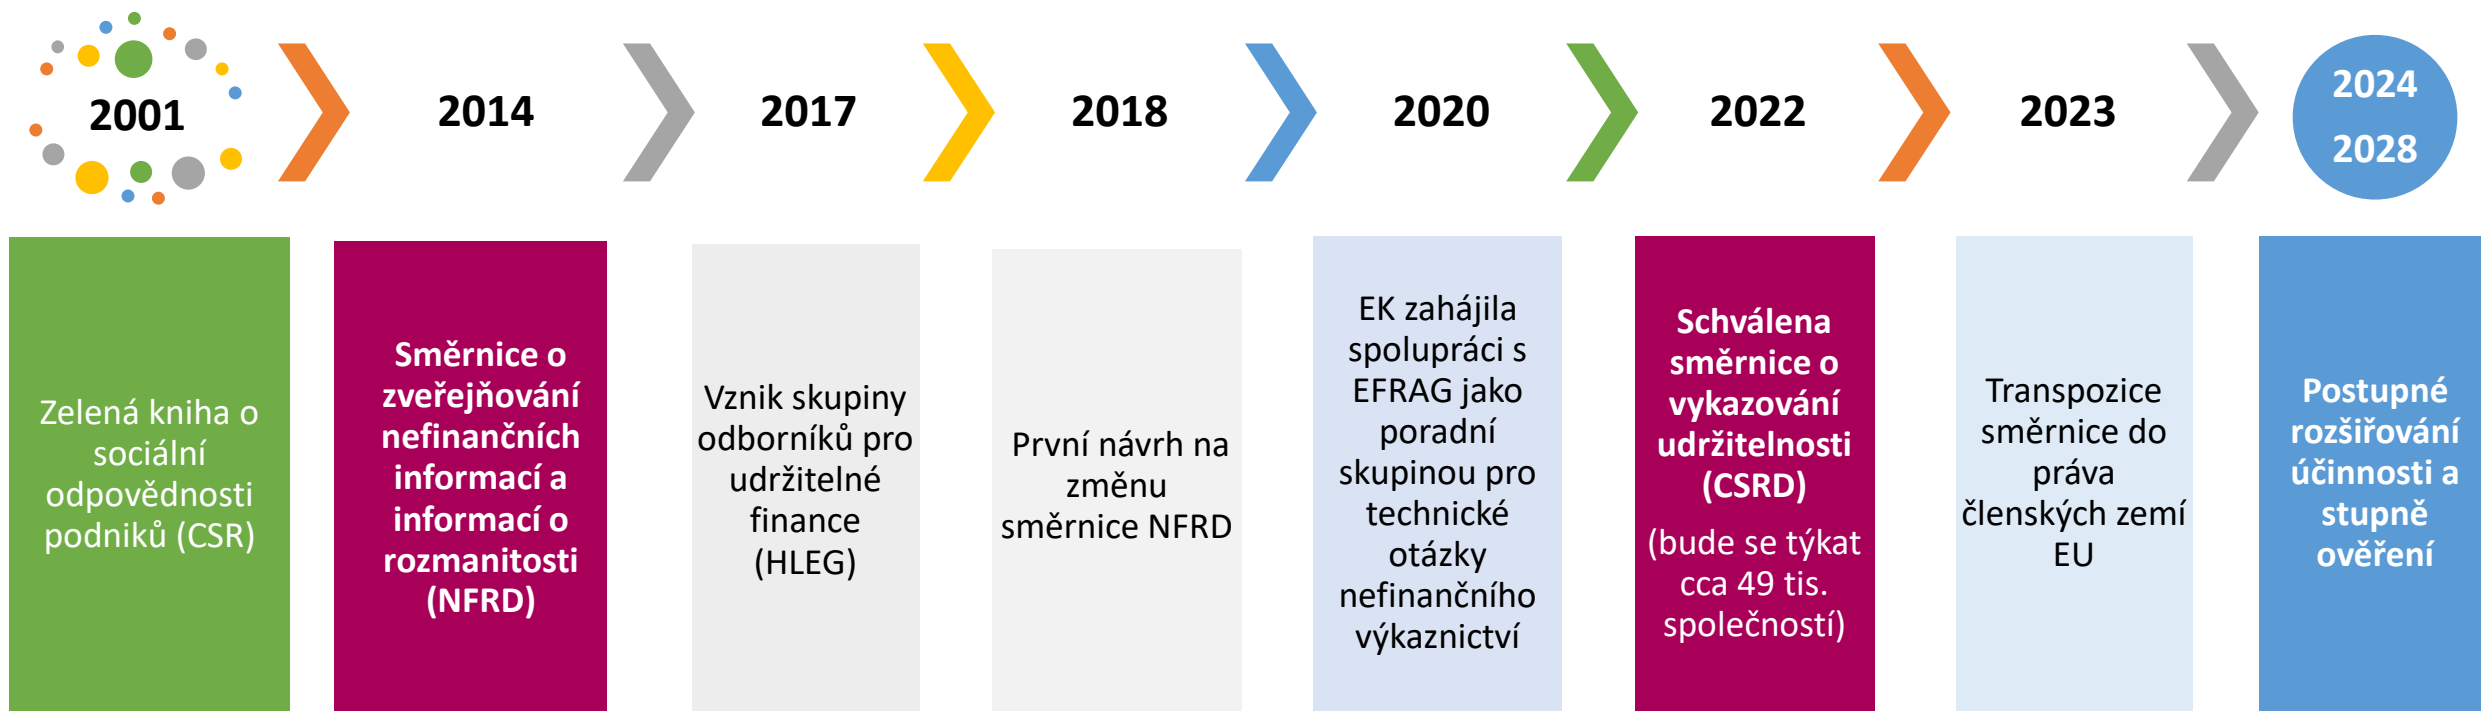 2001
2014
2017
2018
2020
2022
2023
2024
2028
Zelená kniha o
sociální
odpovědnosti
podniků (CSR)
Směrnice o
zveřejňování
nefinančních
informací a
informací o
rozmanitosti
(NFRD)
Vznik skupiny
odborníků pro
udržitelné
finance
(HLEG)
První návrh na
změnu
směrnice NFRD
EK zahájila
spolupráci s
EFRAG jako
poradní
skupinou pro
technické
otázky
nefinančního
výkaznictví
Schválena
směrnice o
vykazování
udržitelnosti
(CSRD)
(bude se týkat
cca 49 tis.
společností)
Transpozice
směrnice do
práva
členských zemí
EU
Postupné
rozšiřování
účinnosti a
stupně
ověření